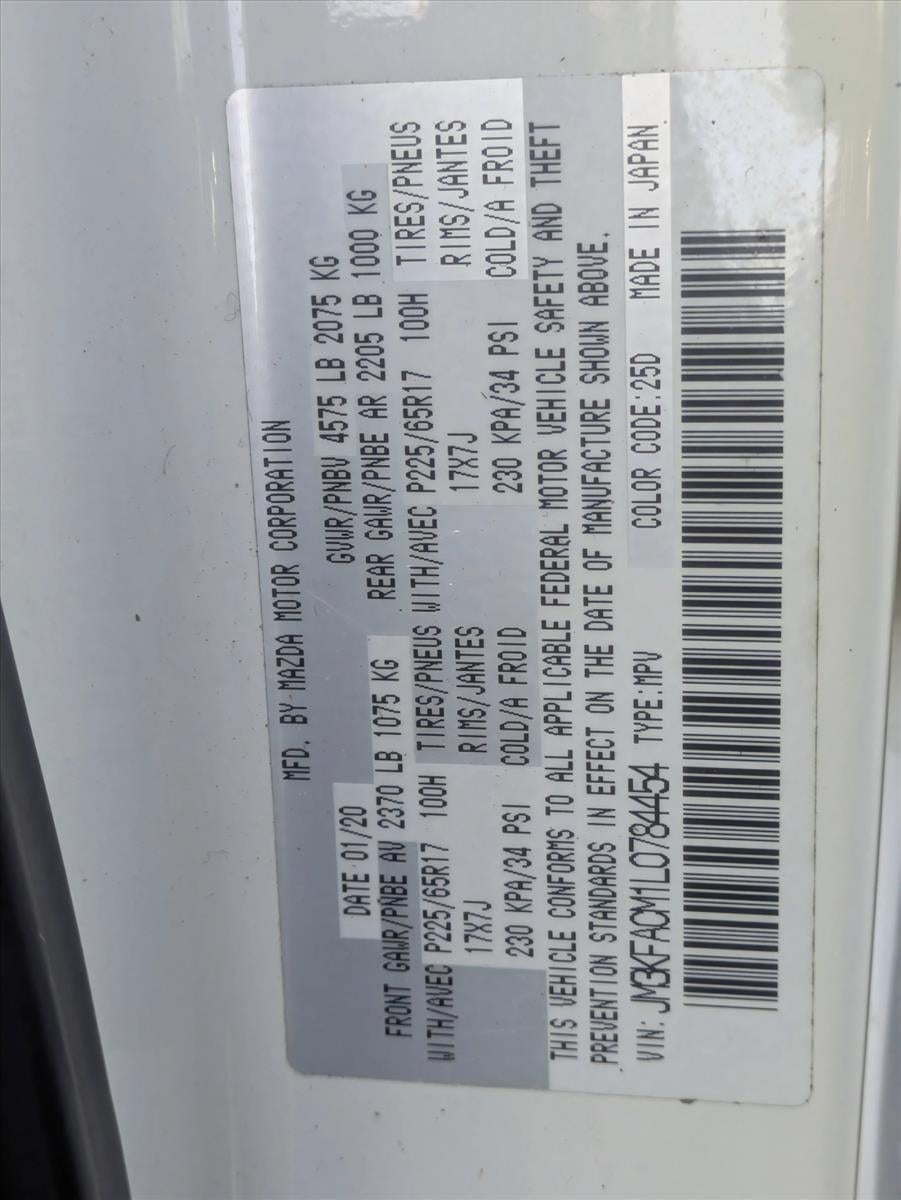 MFD. BY MAZDA MOTOR CORPORATION
DATE 01/20 GVWR/PNBV 4575 LB 2075 KG
FRONT GAWR/PNBE AV 2370 LB 1075 KG REAR GAWR/PNBE AR 2205 LB 1000 KG
WITH/AVEC P225/65R17 100H TIRES/PNEUS WITH/AVEC P225/65R17 100H TIRES/PNEUS
17X7J RIMS/JANTES 17X7J RIMS/JANTES
230 KPA/34 PSI COLD/A FROID 230 KPA/34 PSI COLD/A FROID
THIS VEHICLE CONFORMS TO ALL APPLICABLE FEDERAL MOTOR VEHICLE SAFETY AND THEFT
PREVENTION STANDARDS IN EFFECT ON THE DATE OF MANUFACTURE SHOWN ABOVE.
VIN: JM3KFACM1L0784454 TYPE:MPV COLOR CODE:25D MADE IN JAPAN